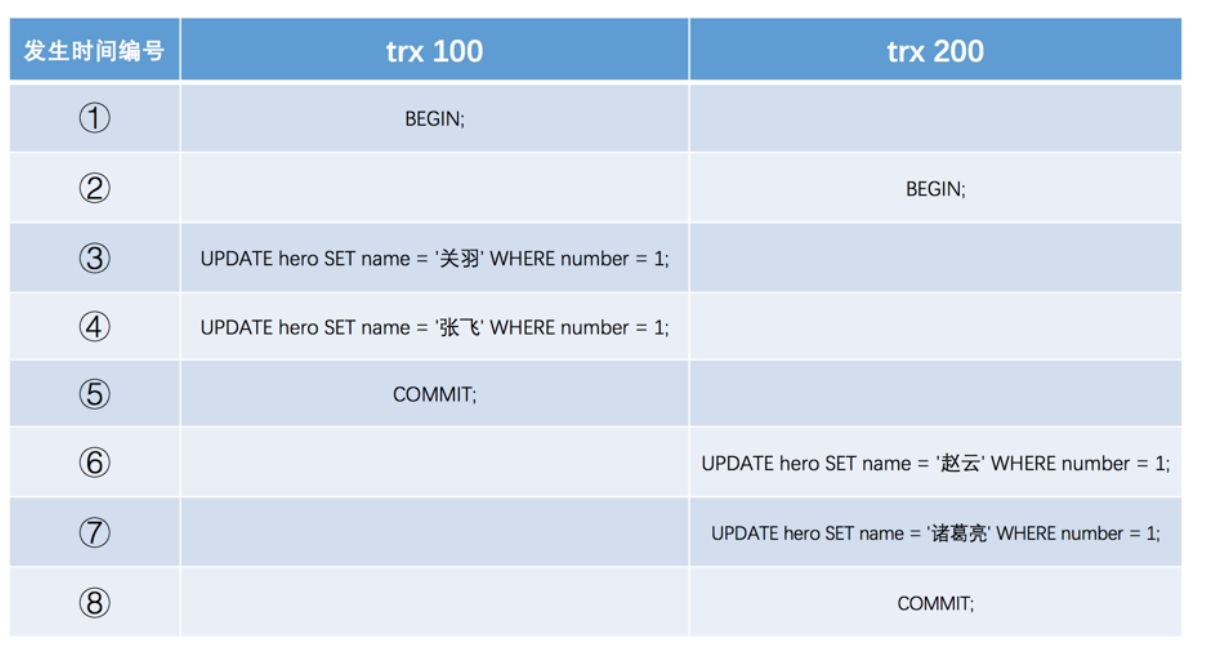 发生时间编号 trx 100 trx 200
① BEGIN;
② BEGIN;
③ UPDATE hero SET name = '关羽' WHERE number = 1;
④ UPDATE hero SET name = '张飞' WHERE number = 1;
⑤ COMMIT;
⑥ UPDATE hero SET name = '赵云' WHERE number = 1;
⑦ UPDATE hero SET name = '诸葛亮' WHERE number = 1;
⑧ COMMIT;